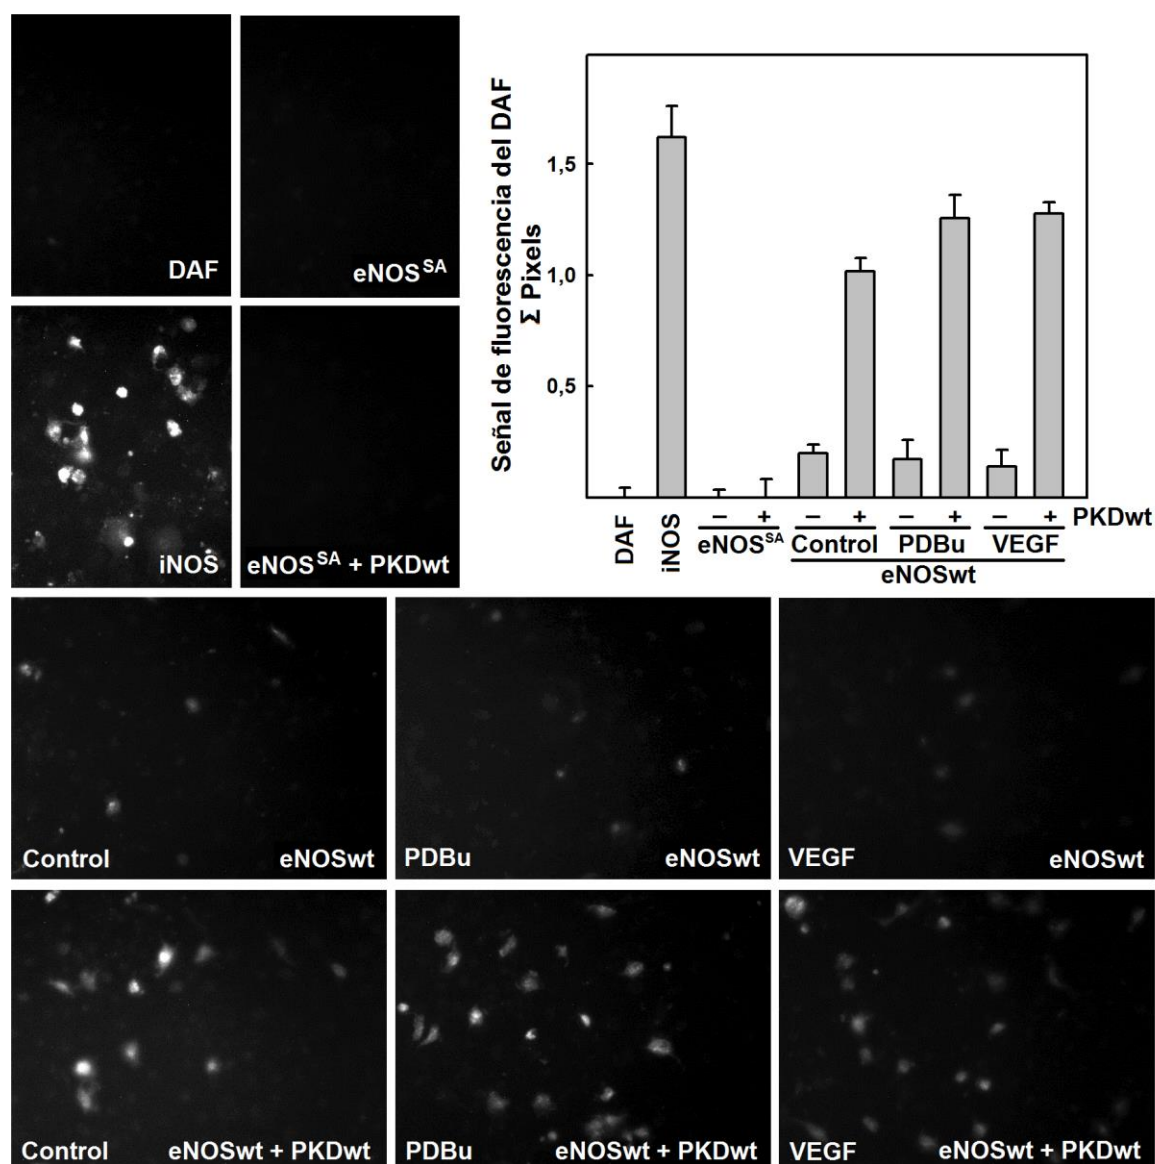 DAF
eNOS SA
iNOS
eNOS SA + PKDwt
Señal de fluorescencia del DAF
Σ Pixels
1,5
1,0
0,5
DAF
iNOS
– + – + – + – + PKDwt
eNOS SA Control PDBu VEGF
eNOSwt
Control eNOSwt
PDBu eNOSwt
VEGF eNOSwt
Control eNOSwt + PKDwt
PDBu eNOSwt + PKDwt
VEGF eNOSwt + PKDwt